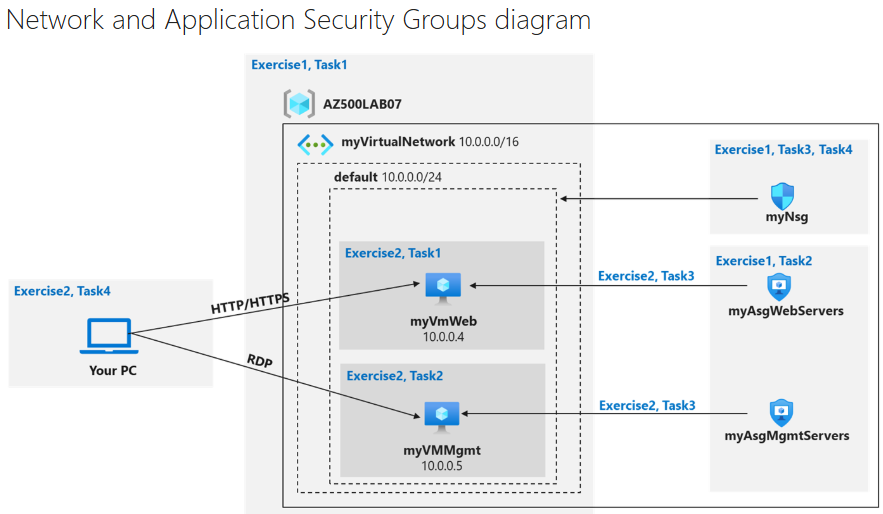 Network and Application Security Groups diagram
Exercise1, Task1
AZ500LAB07
myVirtualNetwork 10.0.0.0/16
default 10.0.0.0/24
Exercise1, Task3, Task4
myNsg
Exercise2, Task1
myVmWeb
10.0.0.4
Exercise2, Task3
Exercise1, Task2
myAsgWebServers
Exercise2, Task4
Your PC
HTTP/HTTPS
RDP
Exercise2, Task2
myVMMgmt
10.0.0.5
Exercise2, Task3
myAsgMgmtServers